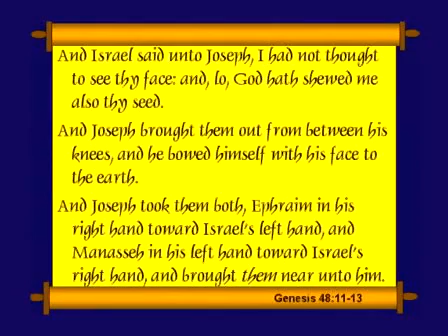 And Israel said unto Joseph, I had not thought
to see thy face: and, lo, God hath shewed me
also thy seed.
And Joseph brought them out from between his
knees, and he bowed himself with his face to
the earth.
And Joseph took them both, Ephraim in his
right hand toward Israel's left hand, and
Manasseh in his left hand toward Israel's
right hand, and brought them near unto him.
Genesis 48:11-13